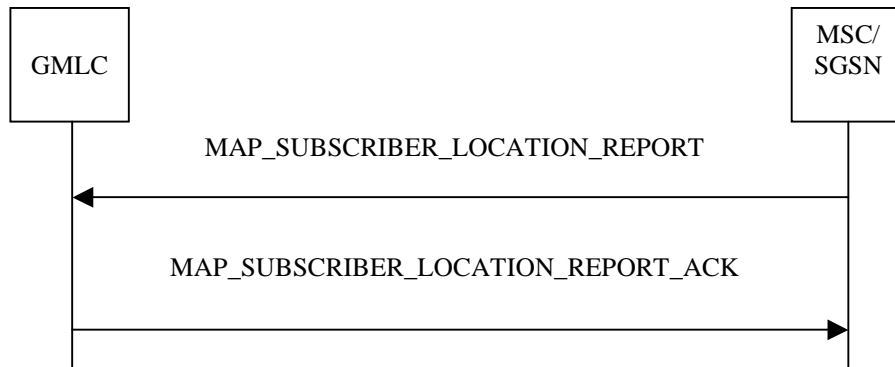 GMLC
MSC/
SGSN
MAP_SUBSCRIBER_LOCATION_REPORT
MAP_SUBSCRIBER_LOCATION_REPORT_ACK